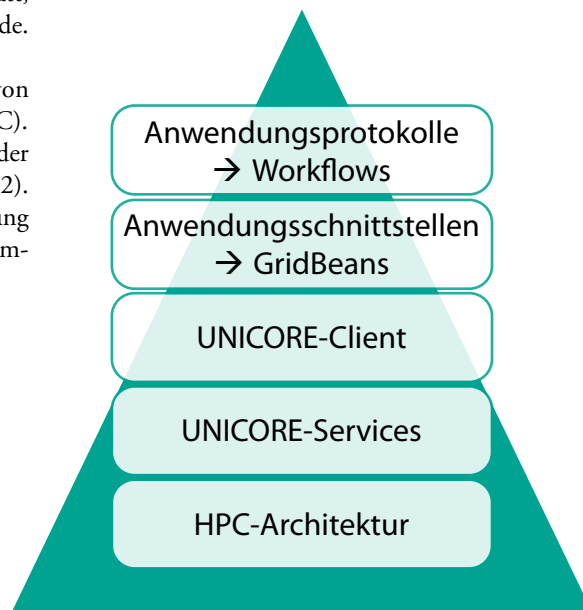 de.
von
C).
der
2).
ung
m-
Anwendungsprotokolle
→ Workflows
Anwendungsschnittstellen
→ GridBeans
UNICORE-Client
UNICORE-Services
HPC-Architektur